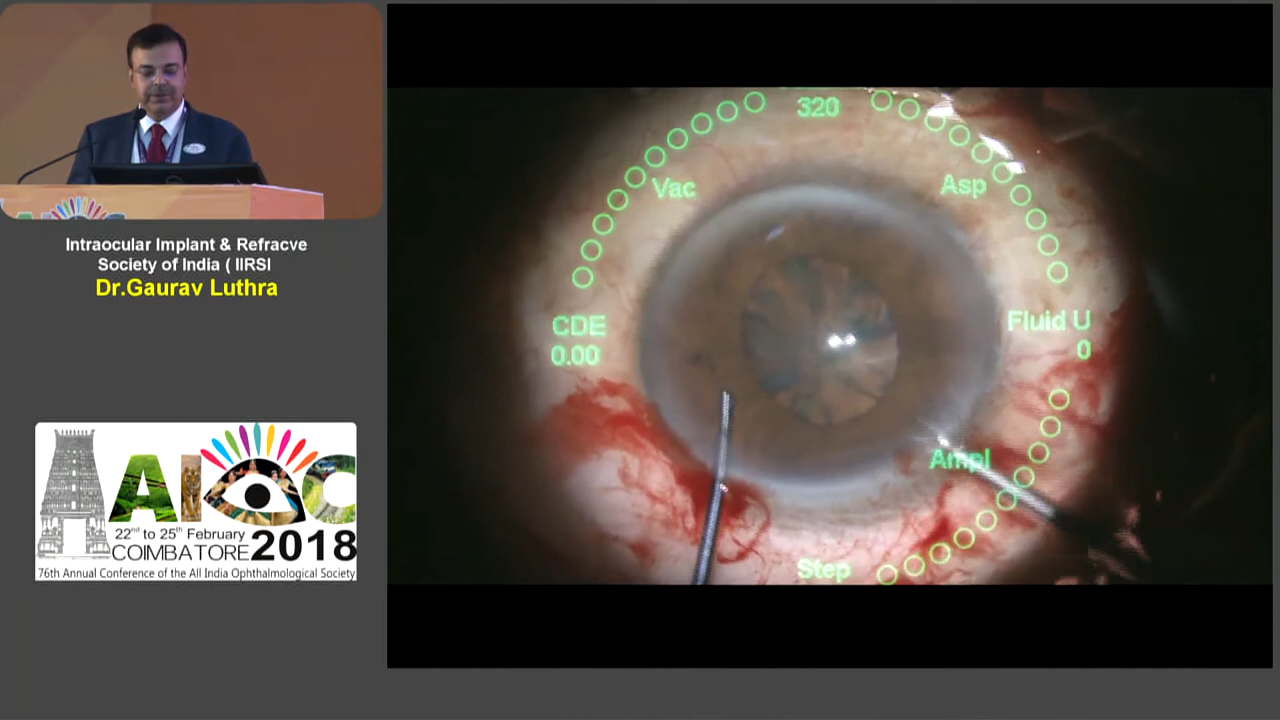 Intraocular Implant & Refracve
Society of India ( IIRSI
Dr.Gaurav Luthra
AIOC
22nd to 25th February
COIMBATORE 2018
76th Annual Conference of the All India Ophthalmological Society
320
Vac
Asp
CDE
0.00
Fluid U
0
Ampl
Step